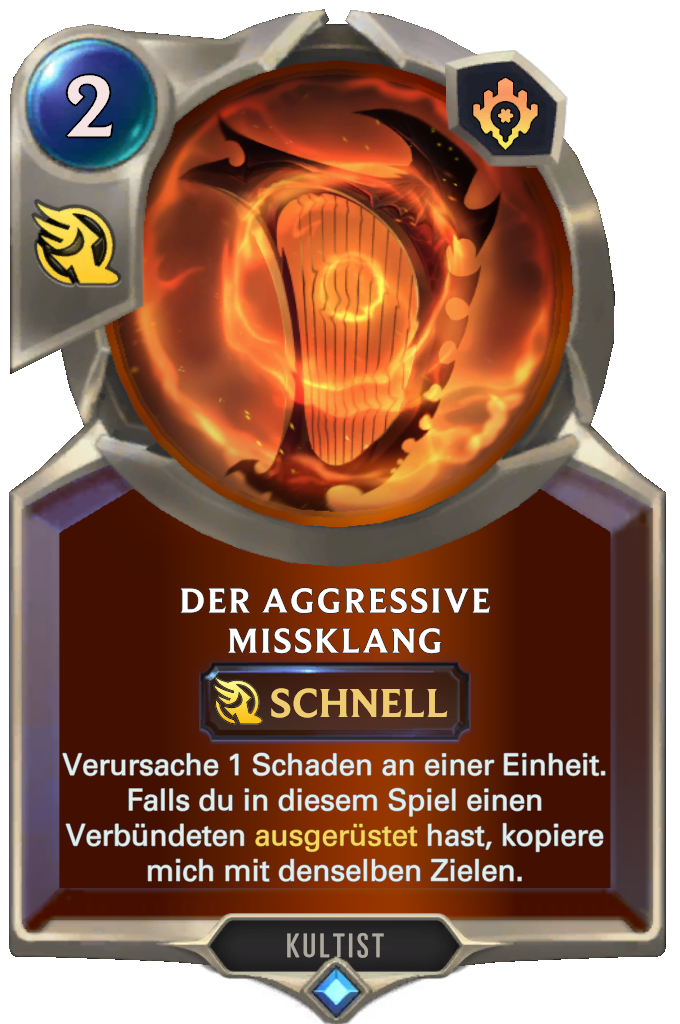 2
DER AGGRESSIVE
MISSKLANG
SCHNELL
Verursache 1 Schaden an einer Einheit.
Falls du in diesem Spiel einen
Verbündeten ausgerüstet hast, kopiere
mich mit denselben Zielen.
KULTIST